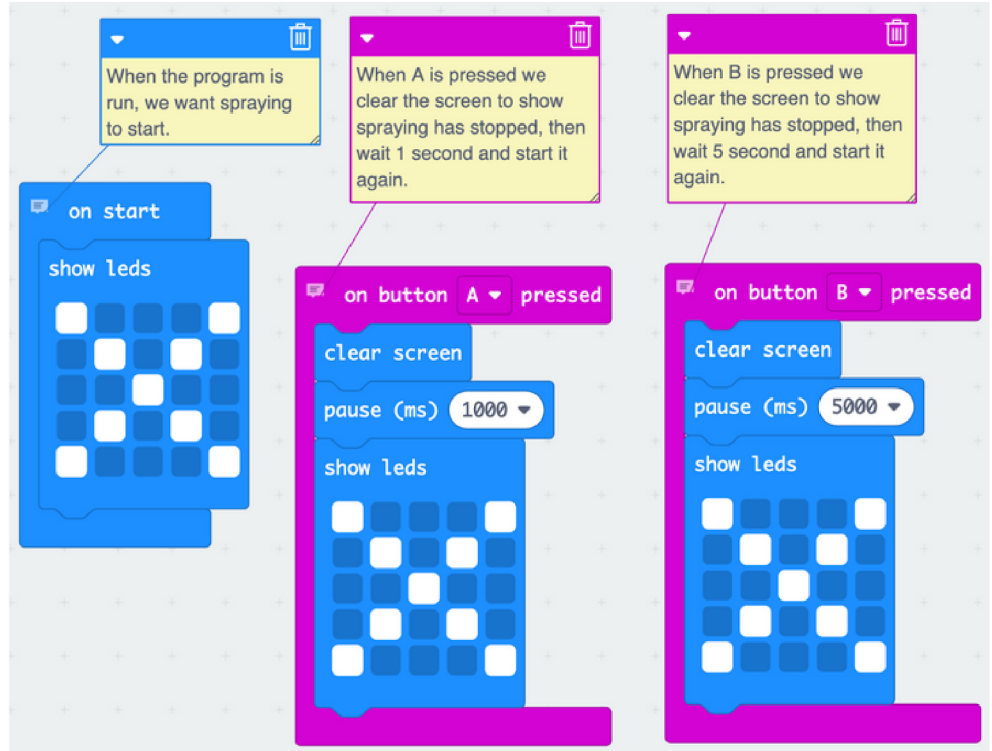 When the program is
run, we want spraying
to start.
on start
show leds
When A is pressed we
clear the screen to show
spraying has stopped, then
wait 1 second and start it
again.
on button A pressed
clear screen
pause (ms) 1000
show leds
When B is pressed we
clear the screen to show
spraying has stopped, then
wait 5 second and start it
again.
on button B pressed
clear screen
pause (ms) 5000
show leds